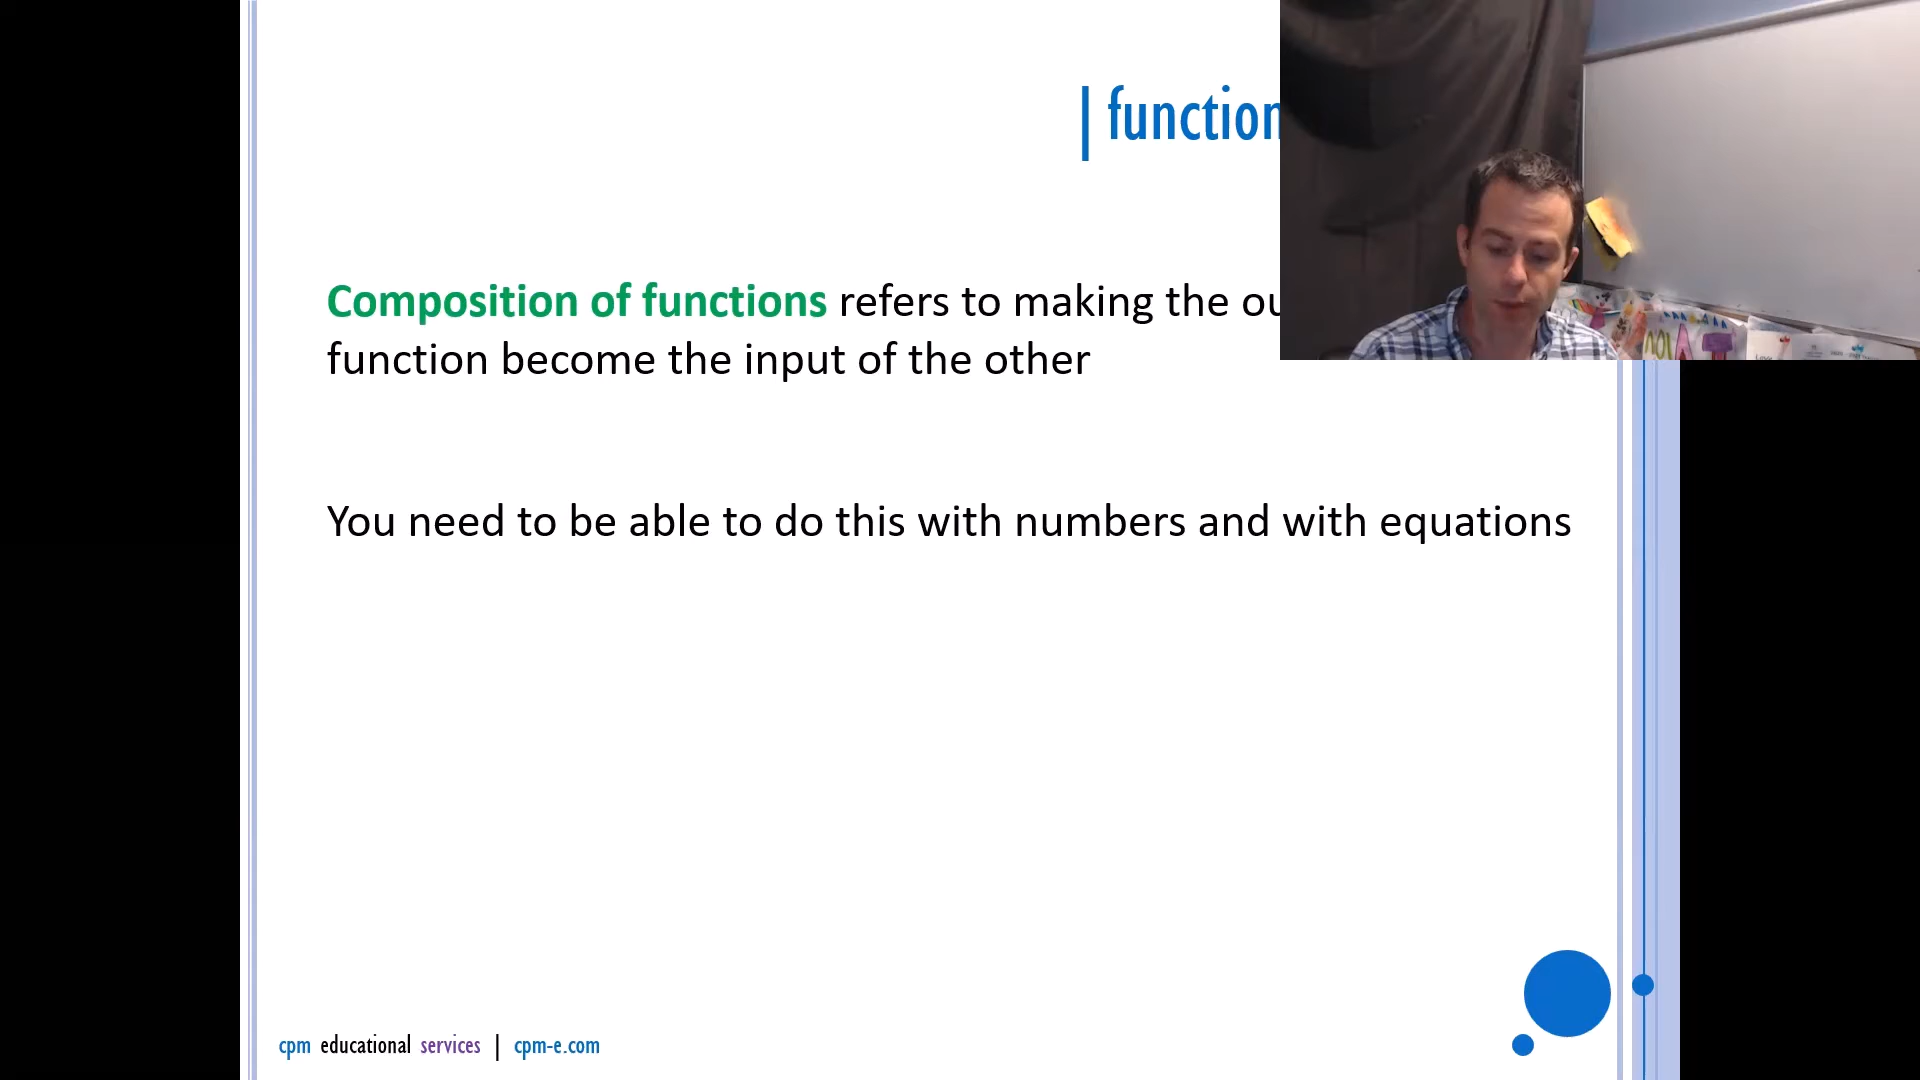 | function
Composition of functions refers to making the ou
function become the input of the other
You need to be able to do this with numbers and with equations
cpm educational services | cpm-e.com